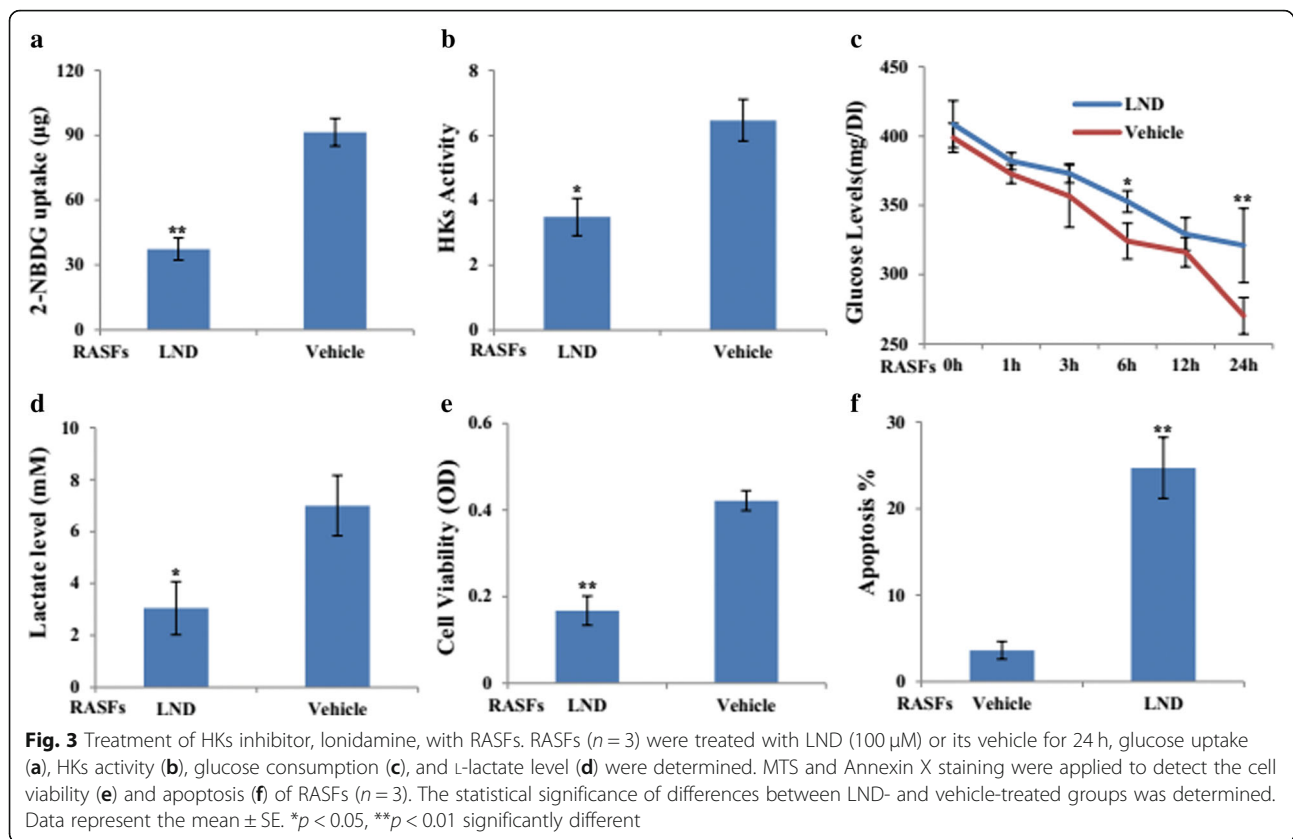 a
120
90
60
30
0
2-NBDG uptake (µg)
**
RASFs LND Vehicle
b
8
6
4
2
0
HKs Activity
*
RASFs LND Vehicle
c
450
400
350
300
250
Glucose Levels(mg/Dl)
LND
Vehicle
*
**
RASFs 0h 1h 3h 6h 12h 24h
d
10
8
6
4
2
0
Lactate level (mM)
*
RASFs LND Vehicle
e
0.6
0.4
0.2
0
Cell Viability (OD)
**
RASFs LND Vehicle
f
30
20
10
0
Apoptosis %
**
RASFs Vehicle LND
Fig. 3 Treatment of HKs inhibitor, lonidamine, with RASFs. RASFs (n = 3) were treated with LND (100 µM) or its vehicle for 24 h, glucose uptake
(a), HKs activity (b), glucose consumption (c), and L-lactate level (d) were determined. MTS and Annexin X staining were applied to detect the cell
viability (e) and apoptosis (f) of RASFs (n = 3). The statistical significance of differences between LND- and vehicle-treated groups was determined.
Data represent the mean ± SE. *p < 0.05, **p < 0.01 significantly different